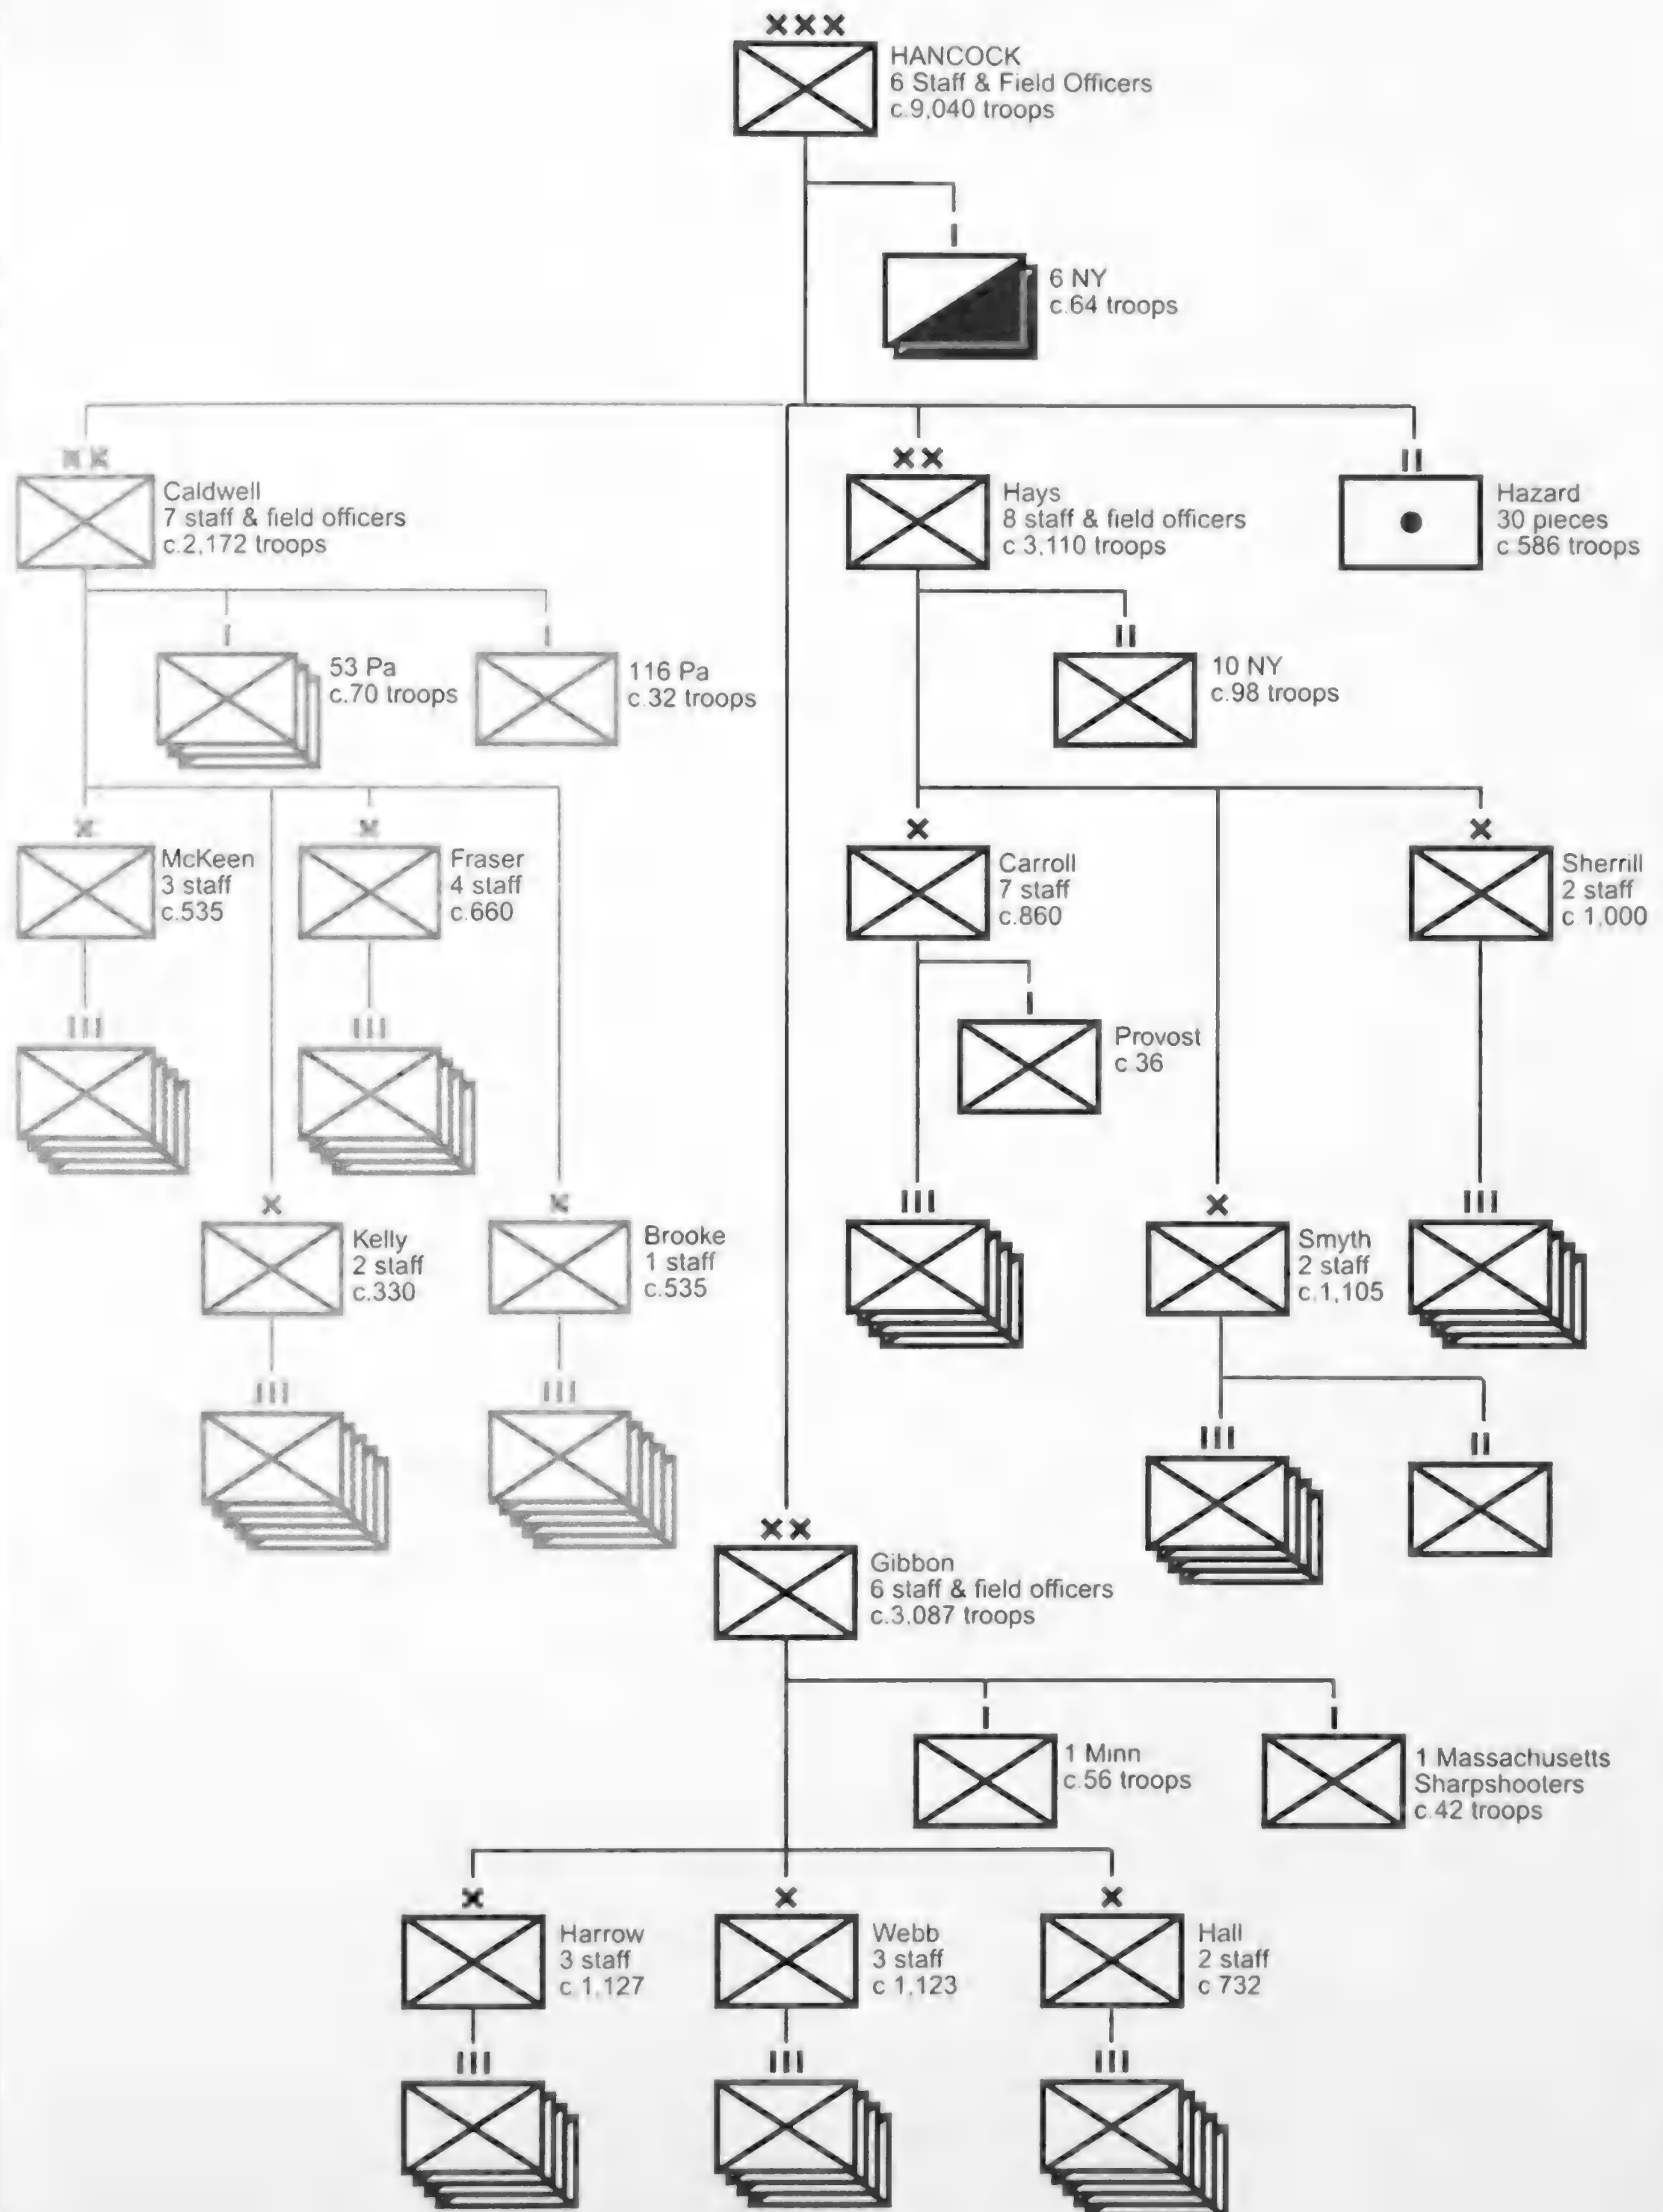 HANCOCK
6 Staff & Field Officers
c.9,040 troops
6 NY
c.64 troops
Caldwell
7 staff & field officers
c.2,172 troops
Hays
8 staff & field officers
c 3,110 troops
Hazard
30 pieces
c 586 troops
53 Pa
c.70 troops
116 Pa
c.32 troops
10 NY
c.98 troops
McKeen
3 staff
c.535
Fraser
4 staff
c.660
Carroll
7 staff
c.860
Sherrill
2 staff
c 1,000
Provost
c 36
Kelly
2 staff
c.330
Brooke
1 staff
c.535
Smyth
2 staff
c.1,105
Gibbon
6 staff & field officers
c.3,087 troops
1 Minn
c.56 troops
1 Massachusetts
Sharpshooters
c.42 troops
Harrow
3 staff
c 1,127
Webb
3 staff
c 1,123
Hall
2 staff
c 732